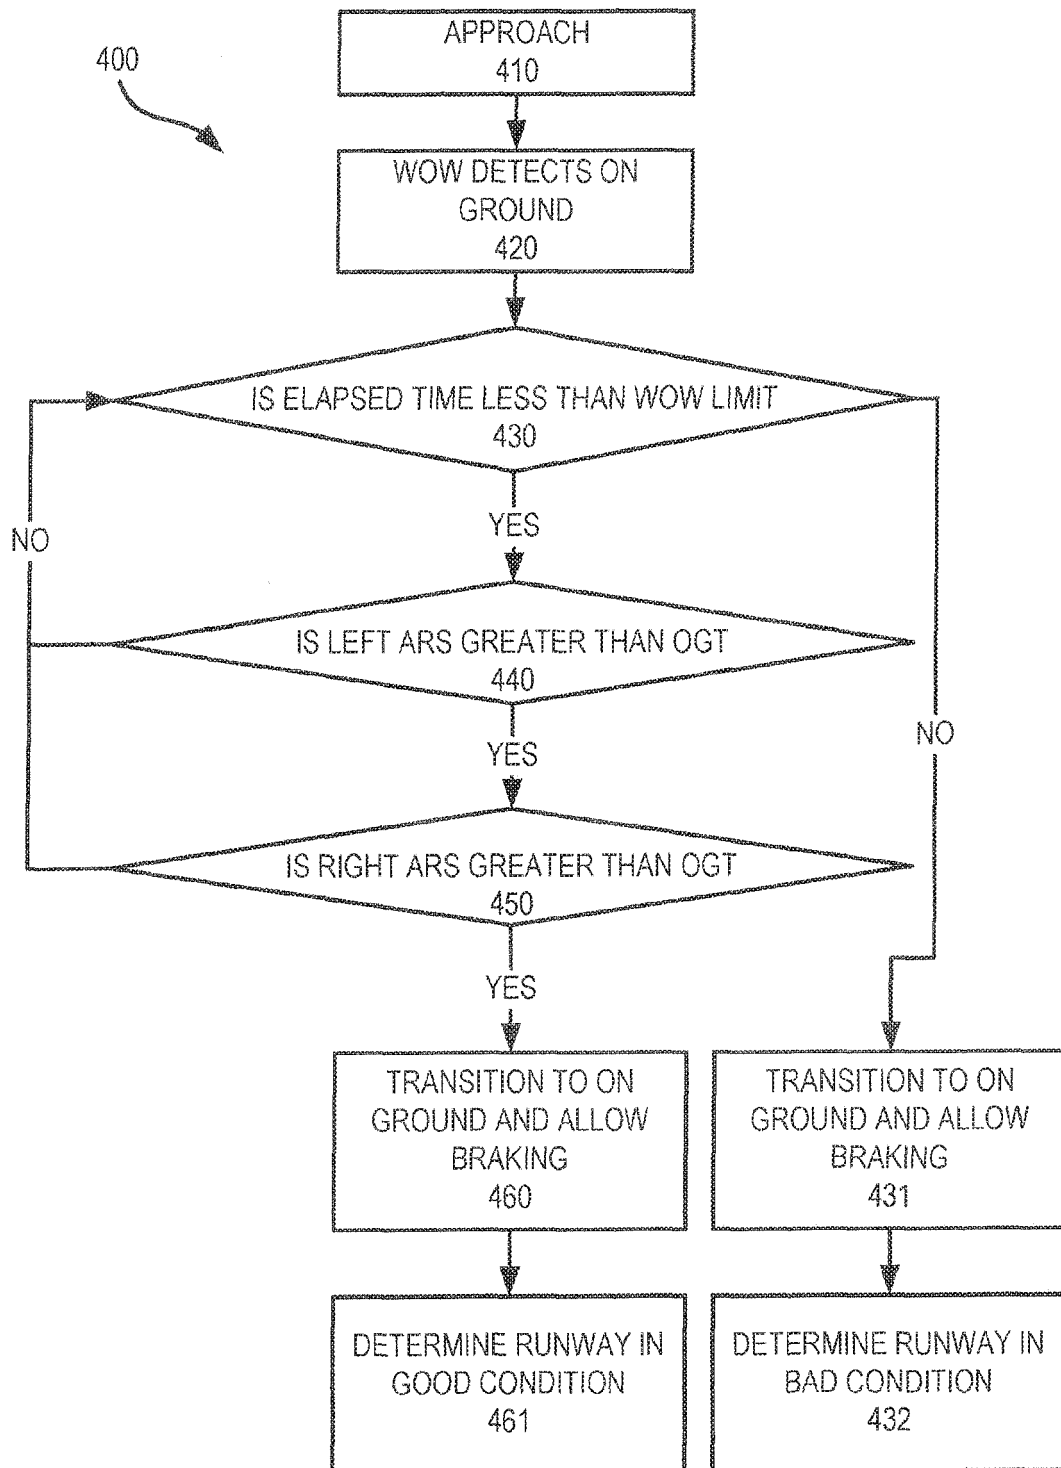 400
APPROACH
410
WOW DETECTS ON
GROUND
420
IS ELAPSED TIME LESS THAN WOW LIMIT
430
YES
NO
IS LEFT ARS GREATER THAN OGT
440
YES
NO
IS RIGHT ARS GREATER THAN OGT
450
YES
TRANSITION TO ON
GROUND AND ALLOW
BRAKING
460
TRANSITION TO ON
GROUND AND ALLOW
BRAKING
431
DETERMINE RUNWAY IN
GOOD CONDITION
461
DETERMINE RUNWAY IN
BAD CONDITION
432